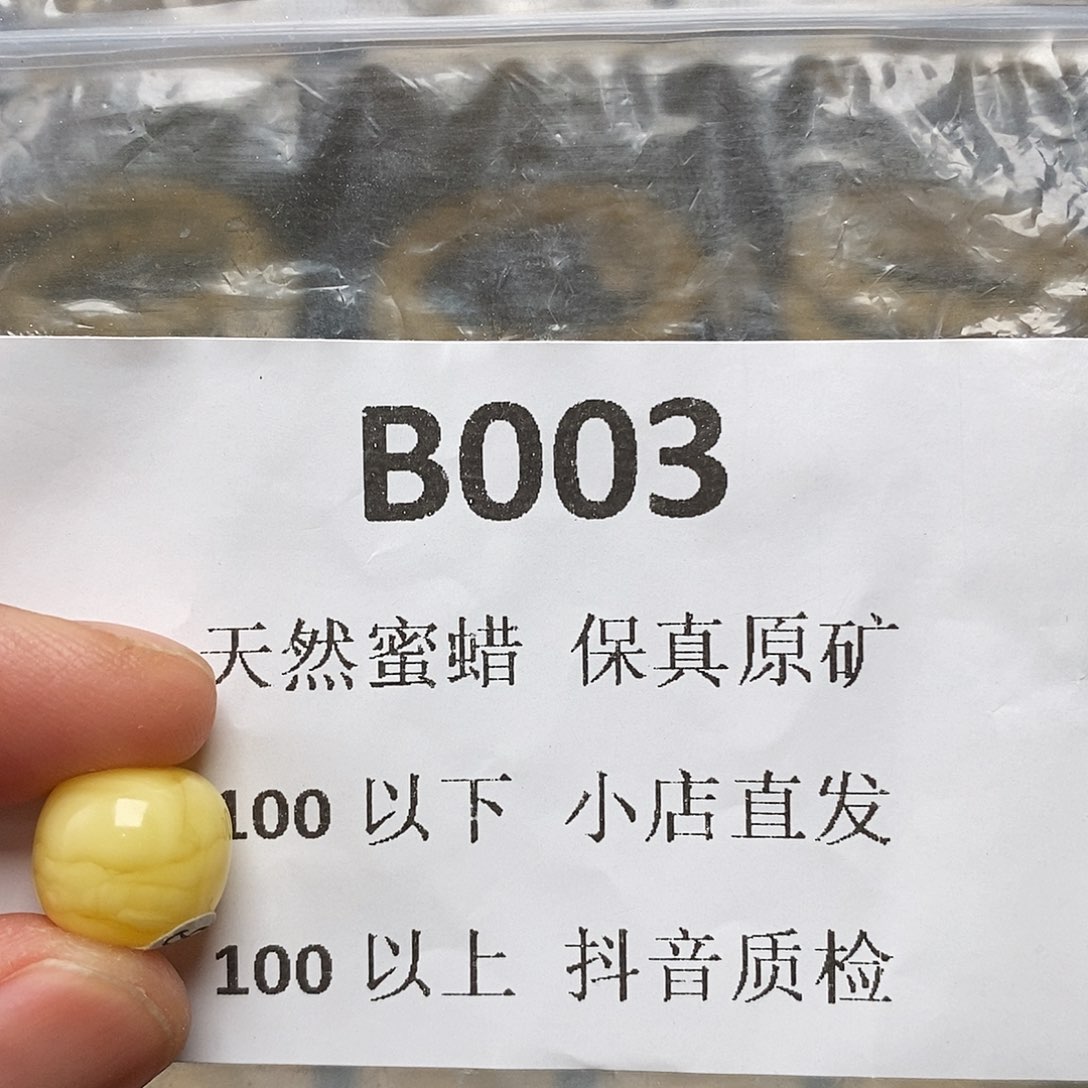 B003
天然蜜蜡 保真原矿
100 以下 小店直发
100 以上 抖音质检